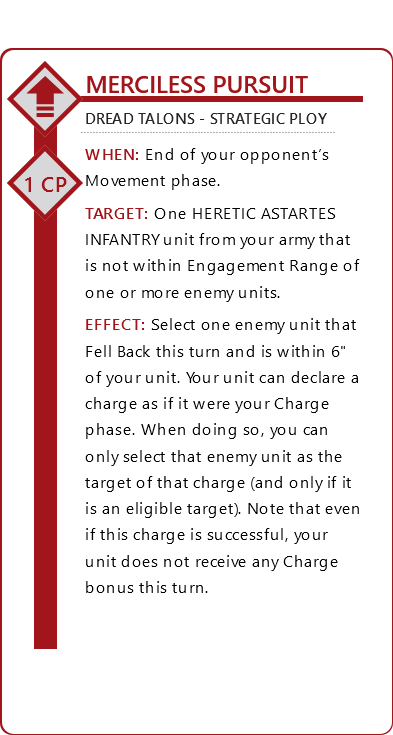 MERCILESS PURSUIT
DREAD TALONS - STRATEGIC PLOY
1 CP
WHEN: End of your opponent’s
Movement phase.
TARGET: One HERETIC ASTARTES
INFANTRY unit from your army that
is not within Engagement Range of
one or more enemy units.
EFFECT: Select one enemy unit that
Fell Back this turn and is within 6"
of your unit. Your unit can declare a
charge as if it were your Charge
phase. When doing so, you can
only select that enemy unit as the
target of that charge (and only if it
is an eligible target). Note that even
if this charge is successful, your
unit does not receive any Charge
bonus this turn.